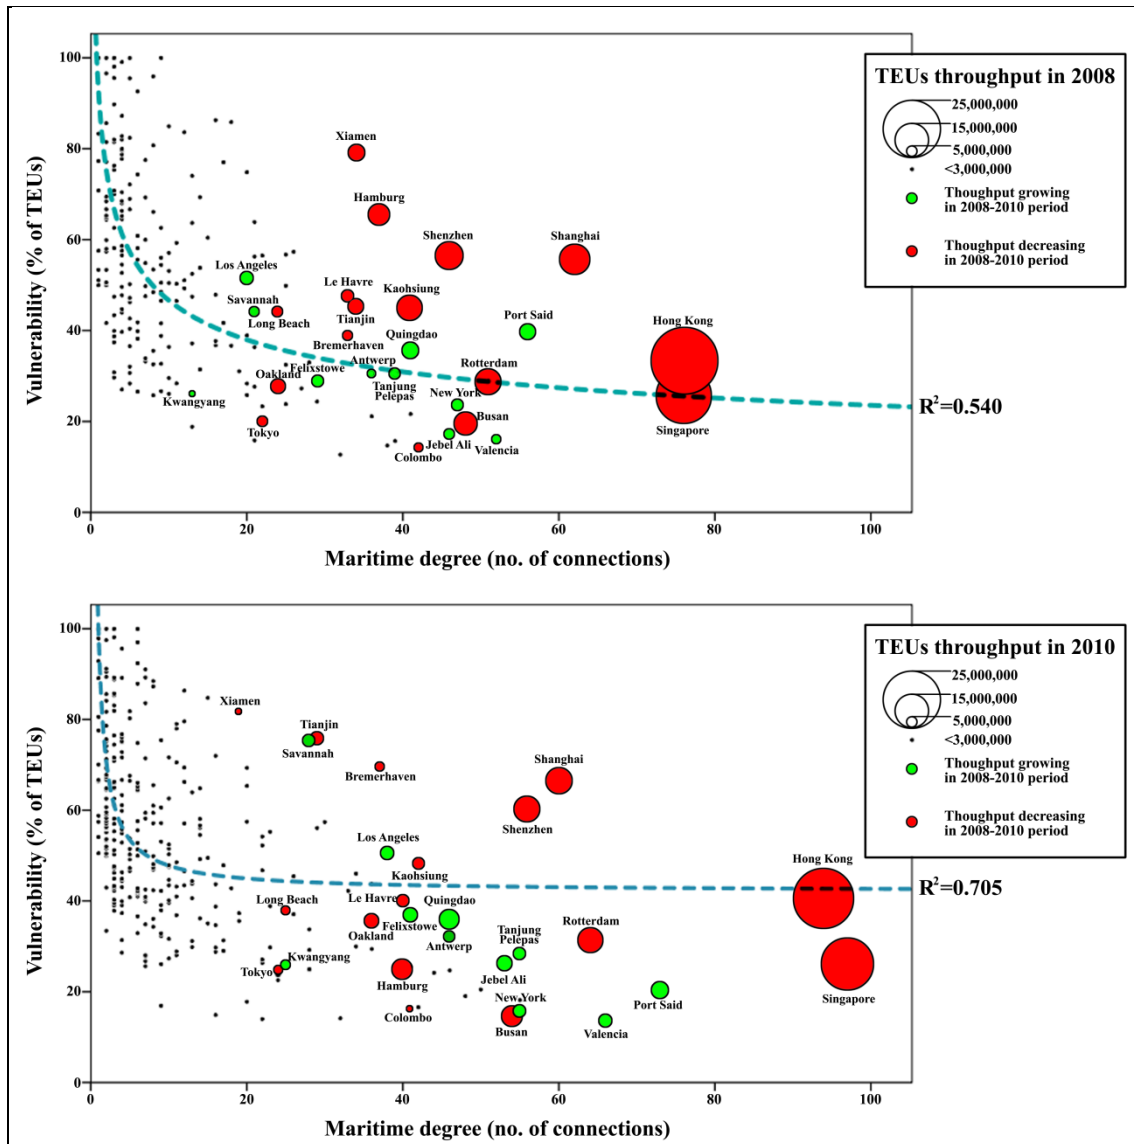 TEUs throughput in 2008
25,000,000
15,000,000
5,000,000
<3,000,000
Thoughput growing
in 2008-2010 period
Thoughput decreasing
in 2008-2010 period
Vulnerability (% of TEUs)
100
80
60
40
20
0
Xiamen
Hamburg
Shenzhen
Shanghai
Los Angeles
Le Havre
Kaohsiung
Savannah
Long Beach
Tianjin
Port Said
Bremerhaven
Quingdao
Hong Kong
Antwerp
Rotterdam
Felixstowe
Oakland
Tanjung
Pelepas
New York
Kwangyang
Busan
Singapore
Tokyo
Jebel Ali
Valencia
Colombo
R²=0.540
0
20
40
60
80
100
Maritime degree (no. of connections)
TEUs throughput in 2010
25,000,000
15,000,000
5,000,000
<3,000,000
Thoughput growing
in 2008-2010 period
Thoughput decreasing
in 2008-2010 period
Vulnerability (% of TEUs)
100
80
60
40
20
0
Xiamen
Tianjin
Savannah
Bremerhaven
Shanghai
Shenzhen
Los Angeles
Kaohsiung
Hong Kong
Long Beach
Le Havre
Quingdao
Felixstowe
Oakland
Antwerp
Tanjung
Pelepas
Rotterdam
Kwangyang
Tokyo
Hamburg
Jebel Ali
Singapore
Colombo
New York
Busan
Port Said
Valencia
R²=0.705
0
20
40
60
80
100
Maritime degree (no. of connections)